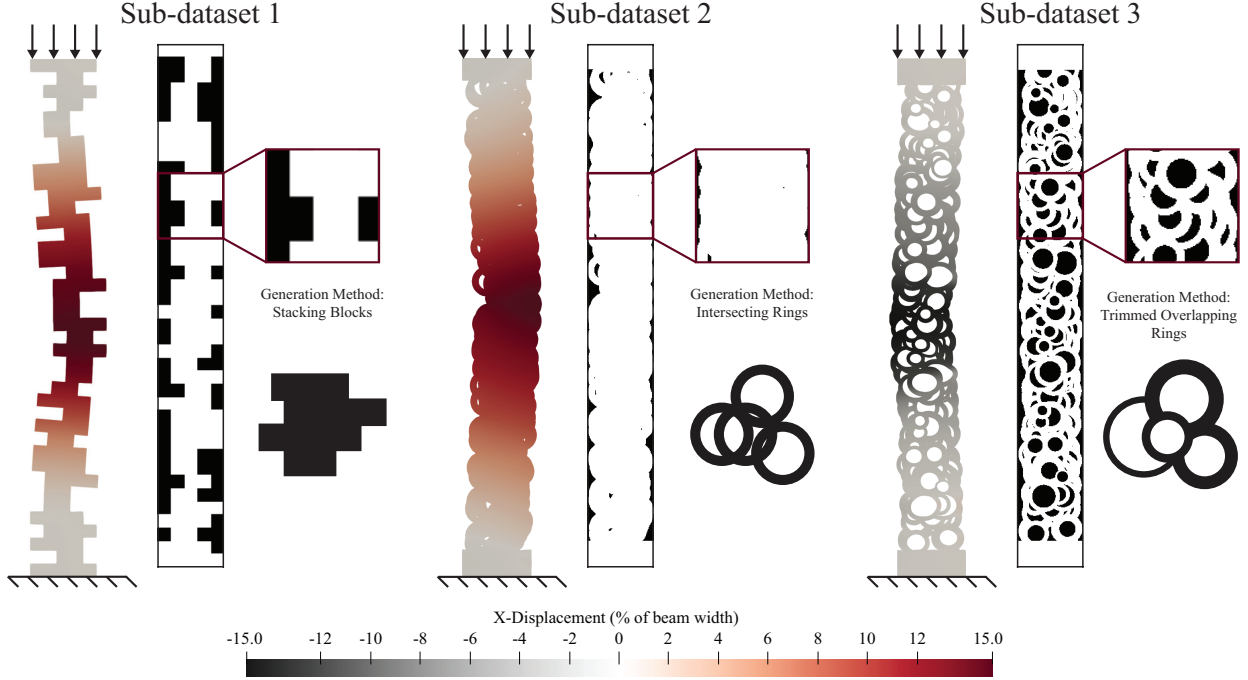 Sub-dataset 1
Sub-dataset 2
Sub-dataset 3
Generation Method:
Stacking Blocks
Generation Method:
Intersecting Rings
Generation Method:
Trimmed Overlapping
Rings
X-Displacement (% of beam width)
-15.0 -12 -10 -8 -6 -4 -2 0 2 4 6 8 10 12 15.0